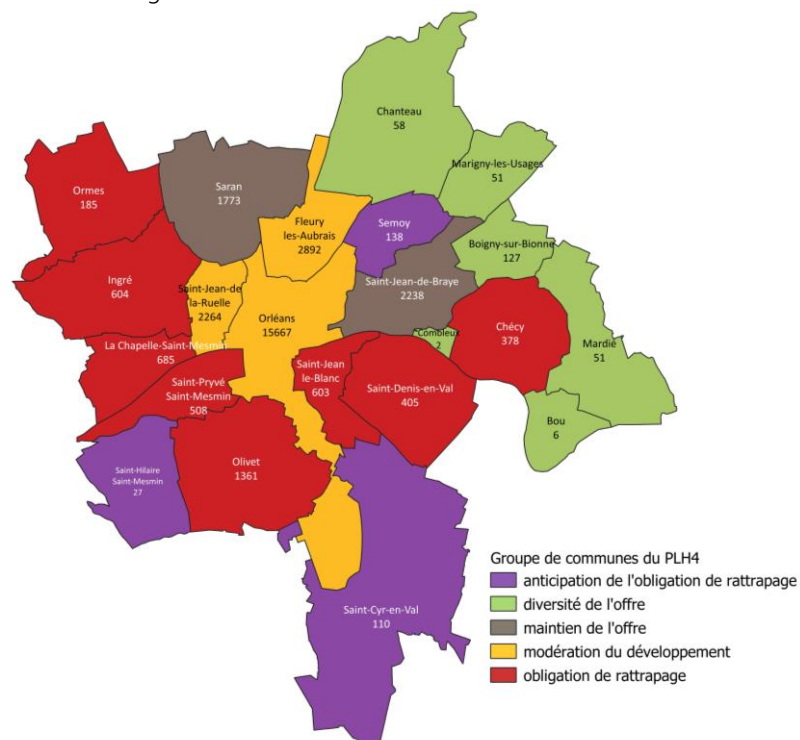 Chanteau
58
Marigny-les-Usages
51
Ormes
185
Saran
1773
Fleury
les-Aubrais
2892
Semoy
138
Boigny-sur-Bionne
127
Ingré
604
Saint-Jean-de
la-Ruelle
2264
Orléans
15667
Saint-Jean-de-Braye
2238
Combleux
2
Chécy
378
Mardié
51
La Chapelle-Saint-Mesmin
685
Saint-Pryvé
Saint-Mesmin
508
Saint-Jean
le-Blanc
603
Saint-Denis-en-Val
405
Bou
6
Saint-Hilaire
Saint-Mesmin
27
Olivet
1361
Saint-Cyr-en-Val
110
Groupe de communes du PLH4
anticipation de l'obligation de rattrapage
diversité de l'offre
maintien de l'offre
modération du développement
obligation de rattrapage